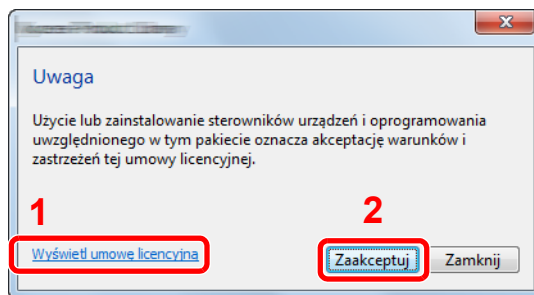 Uwaga
Użycie lub zainstalowanie sterowników urządzeń i oprogramowania
uwzględnionego w tym pakiecie oznacza akceptację warunków i
zastrzeżeń tej umowy licencyjnej.
1
2
Wyświetl umowę licencyjną
Zaakceptuj
Zamknij